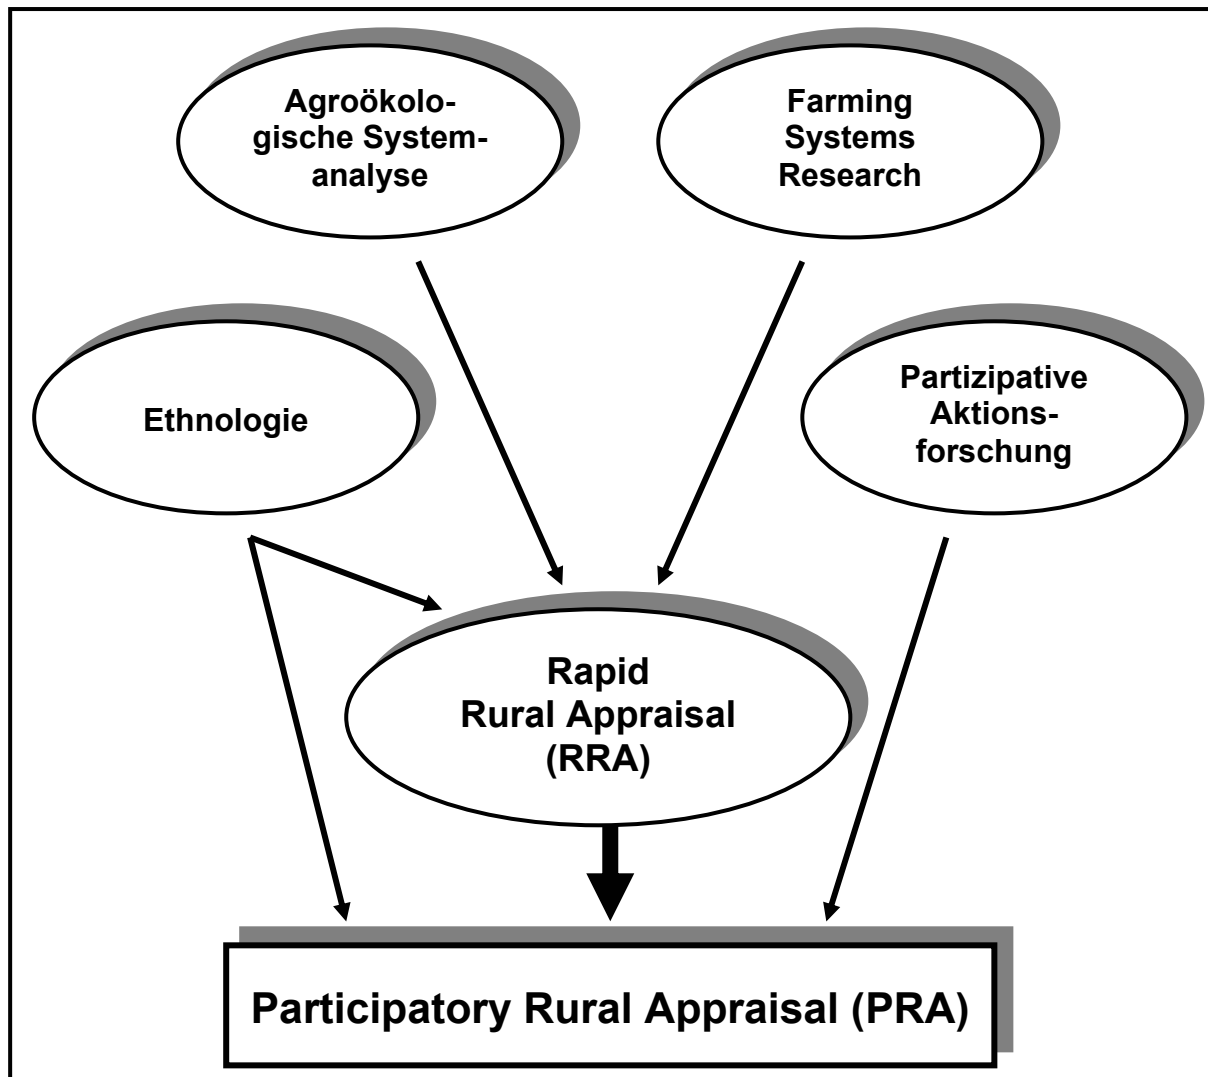 Agroökolo-
gische System-
analyse
Farming
Systems
Research
Ethnologie
Partizipative
Aktions-
forschung
Rapid
Rural Appraisal
(RRA)
Participatory Rural Appraisal (PRA)